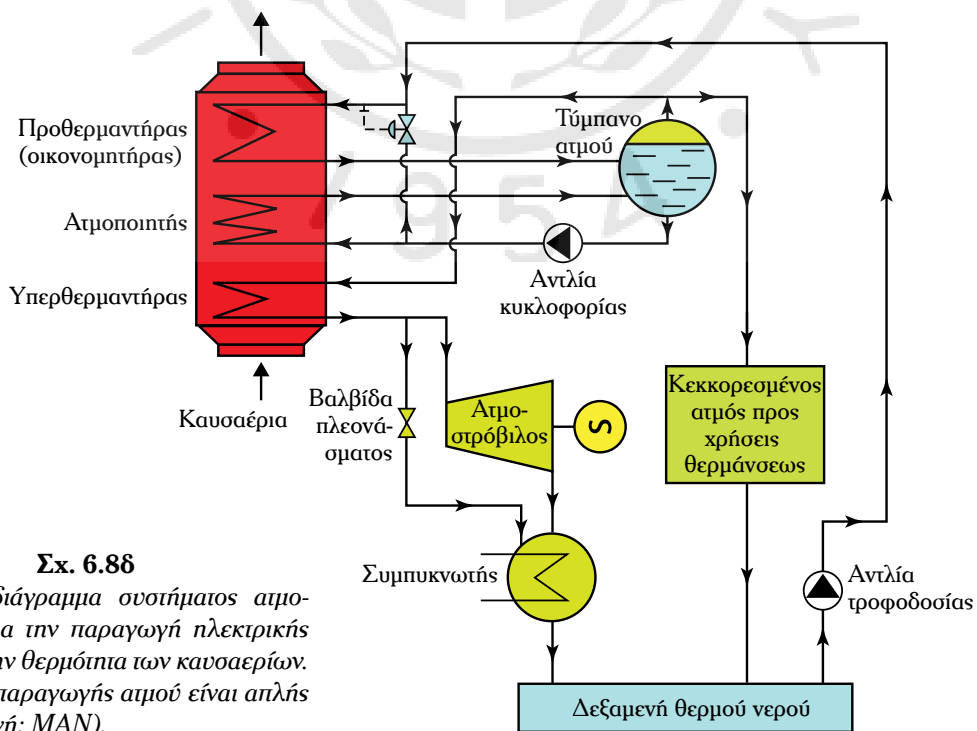 Προθερμαντήρας
(οικονομητήρας)
Τύμπανο
ατμού
Ατμοποιητής
Αντλία
κυκλοφορίας
Υπερθερμαντήρας
Καυσαέρια
Βαλβίδα
πλεονά-
σματος
Ατμο-
στρόβιλος
S
Κεκκορεσμένος
ατμός προς
χρήσεις
θερμάνσεως
Συμπυκνωτής
Αντλία
τροφοδοσίας
Δεξαμενή θερμού νερού
Σχ. 6.8δ
διάγραμμα συστήματος ατμο-
α την παραγωγή ηλεκτρικής
ην θερμότητα των καυσαερίων.
παραγωγής ατμού είναι απλής
ή: MAN).
1954